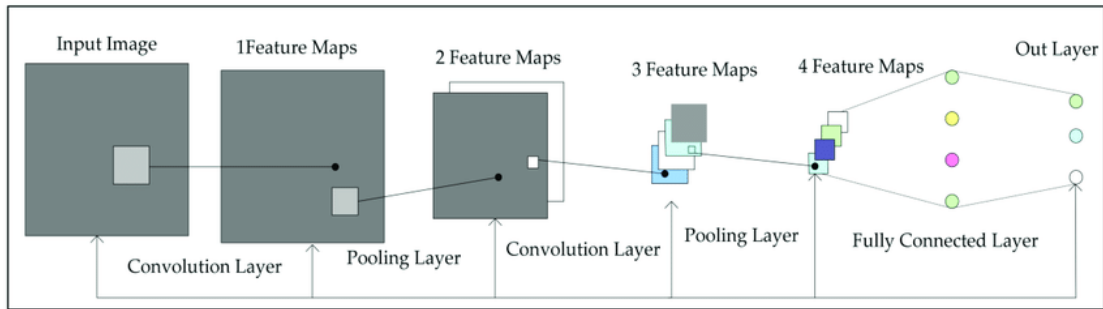 Input Image
1Feature Maps
2 Feature Maps
3 Feature Maps
4 Feature Maps
Out Layer
Convolution Layer
Pooling Layer
Convolution Layer
Pooling Layer
Fully Connected Layer